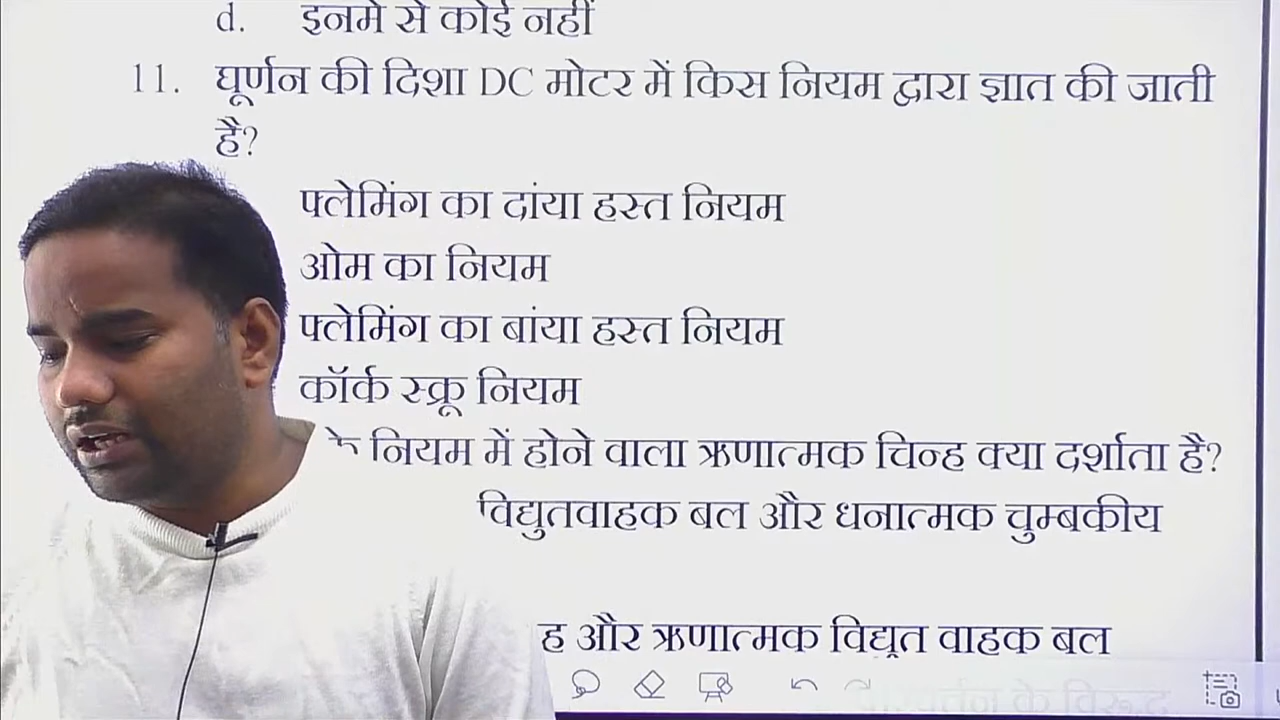 d. इनमे से कोई नहीं
11. घूर्णन की दिशा DC मोटर में किस नियम द्वारा ज्ञात की जाती
है?
फ्लेमिंग का दांया हस्त नियम
ओम का नियम
फ्लेमिंग का बांया हस्त नियम
कॉर्क स्क्रू नियम
के नियम में होने वाला ऋणात्मक चिन्ह क्या दर्शाता है?
विद्युतवाहक बल और धनात्मक चुम्बकीय
और ऋणात्मक विद्युत वाहक बल
के विरूद्ध